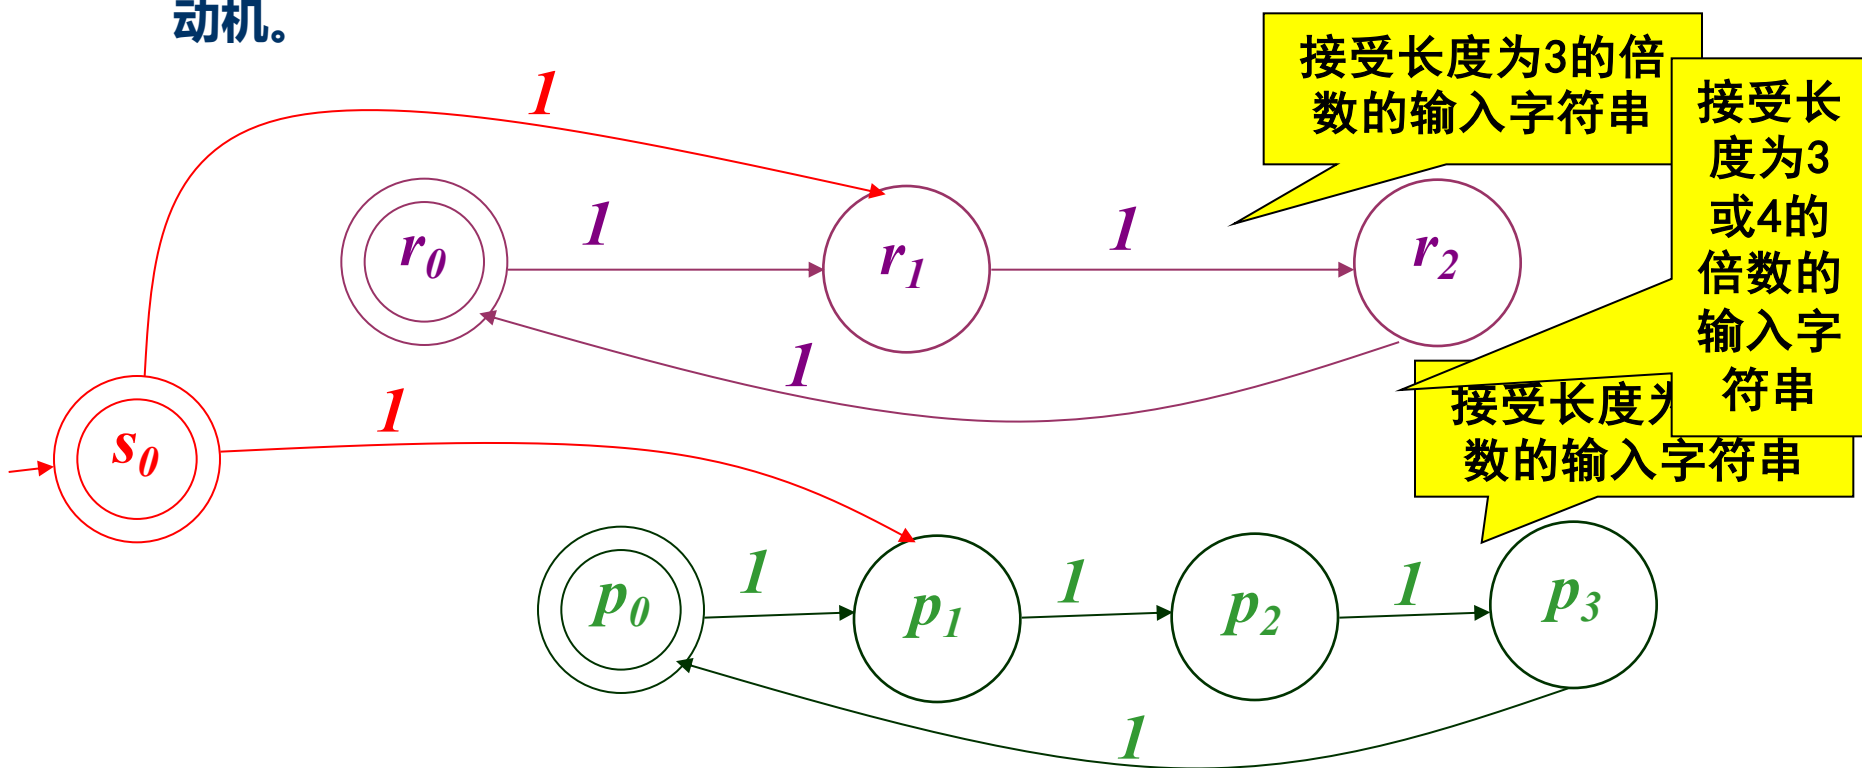 动机。
接受长度为3的倍
数的输入字符串
接受长
度为3
或4的
倍数的
输入字
符串
接受长度为
数的输入字符串
1
1
1
1
1
r0
r1
r2
s0
1
1
1
1
p0
p1
p2
p3